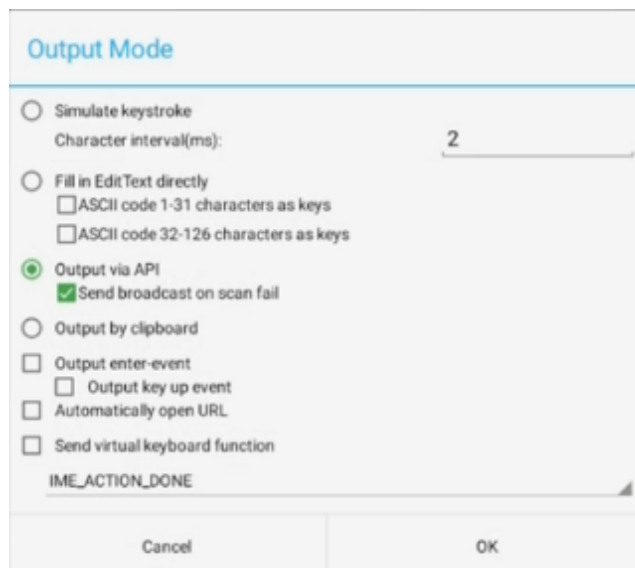 Output Mode
Simulate keystroke
Character interval(ms): 2
Fill in EditText directly
ASCII code 1-31 characters as keys
ASCII code 32-126 characters as keys
Output via API
Send broadcast on scan fail
Output by clipboard
Output enter-event
Output key up event
Automatically open URL
Send virtual keyboard function
IME_ACTION_DONE
Cancel OK